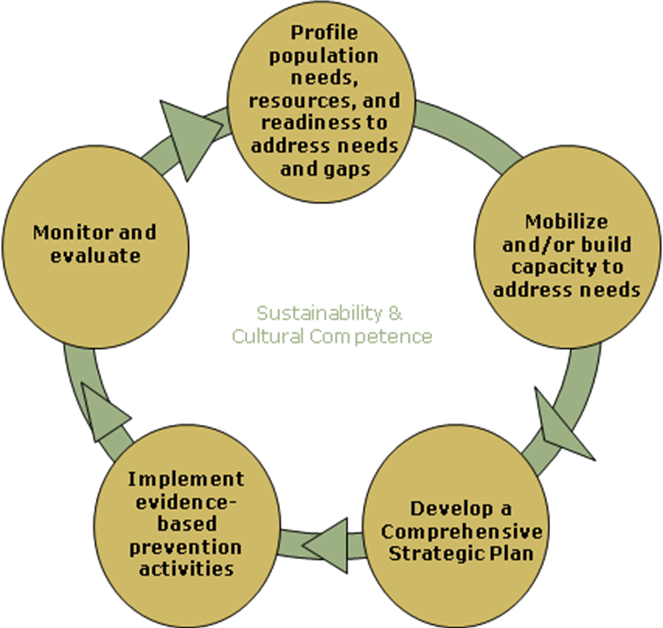 Profile
population
needs,
resources, and
readiness to
address needs
and gaps
Mobilize
and/or build
capacity to
address needs
Develop a
Comprehensive
Strategic Plan
Implement
evidence-
based
prevention
activities
Monitor and
evaluate
Sustainability &
Cultural Competence